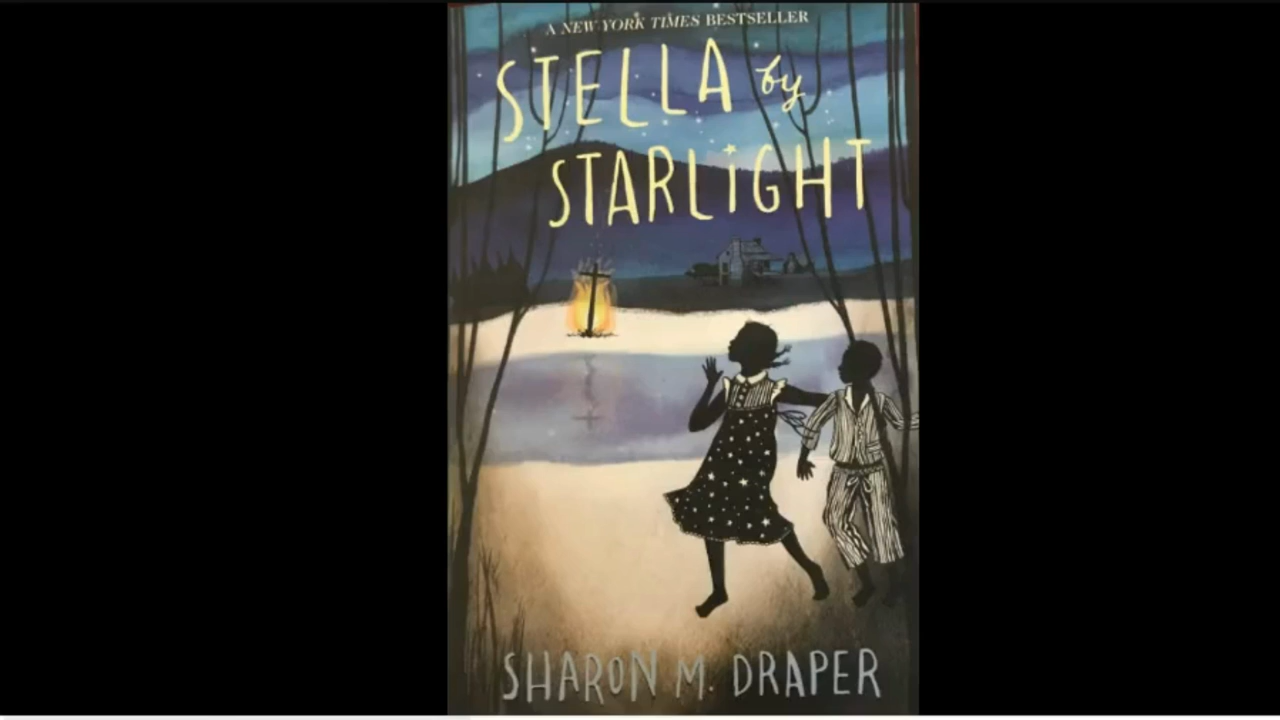 A NEW YORK TIMES BESTSELLER
STELLA by
STARLiGHT
SHARON M. DRAPER